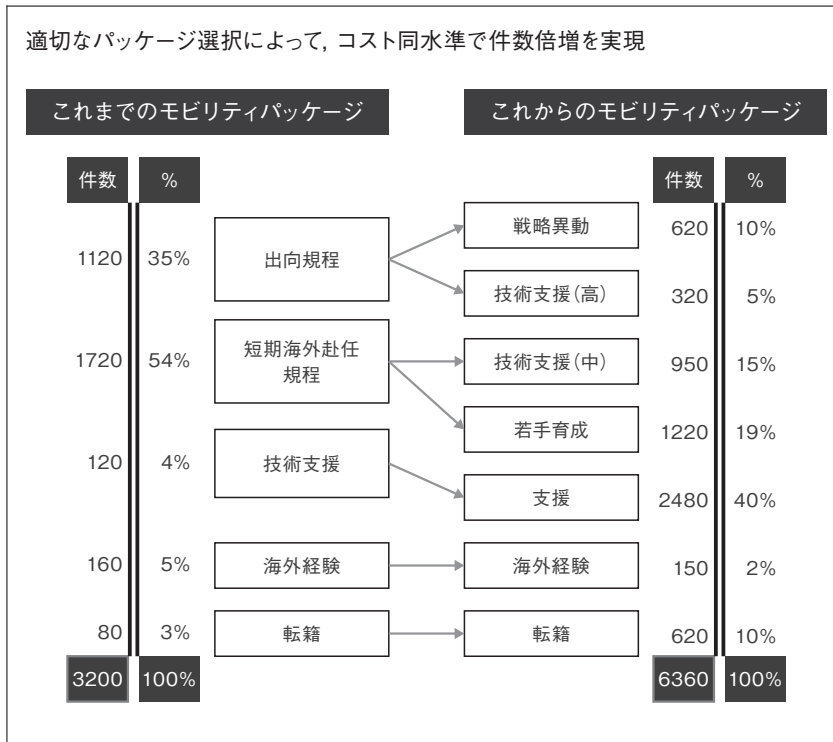 適切なパッケージ選択によって, コスト同水準で件数倍増を実現
これまでのモビリティパッケージ
件数 %
1120 35% 出向規程
1720 54% 短期海外赴任
規程
120 4% 技術支援
160 5% 海外経験
80 3% 転籍
3200 100%
これからのモビリティパッケージ
件数 %
戦略異動 620 10%
技術支援(高) 320 5%
技術支援(中) 950 15%
若手育成 1220 19%
支援 2480 40%
海外経験 150 2%
転籍 620 10%
6360 100%